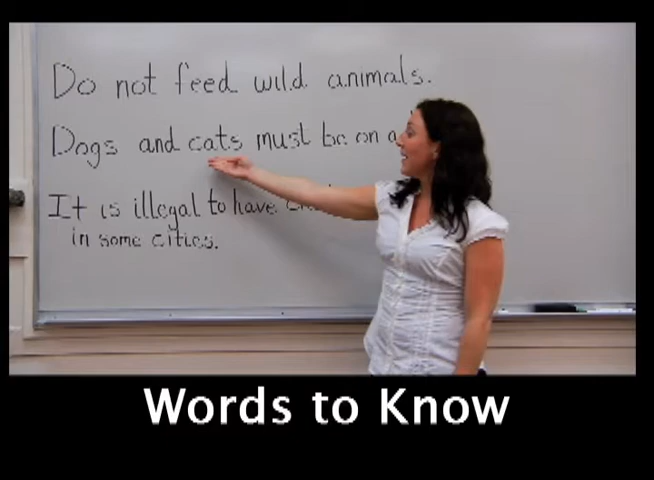 Do not feed wild animals.
Dogs and cats must be on a
It is illegal to have
in some cities.
Words to Know